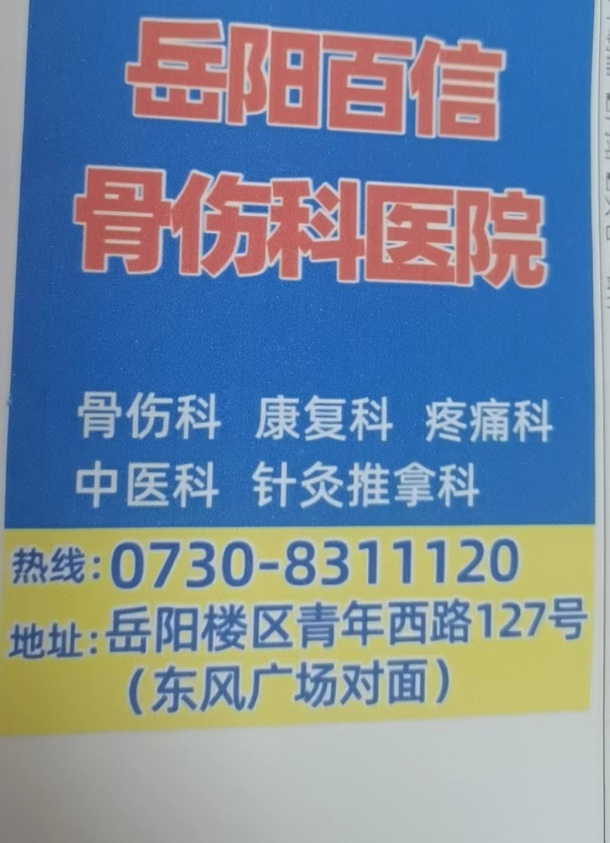 岳阳百信
骨伤科医院
骨伤科 康复科 疼痛科
中医科 针灸推拿科
热线:0730-8311120
地址:岳阳楼区青年西路127号
(东风广场对面)